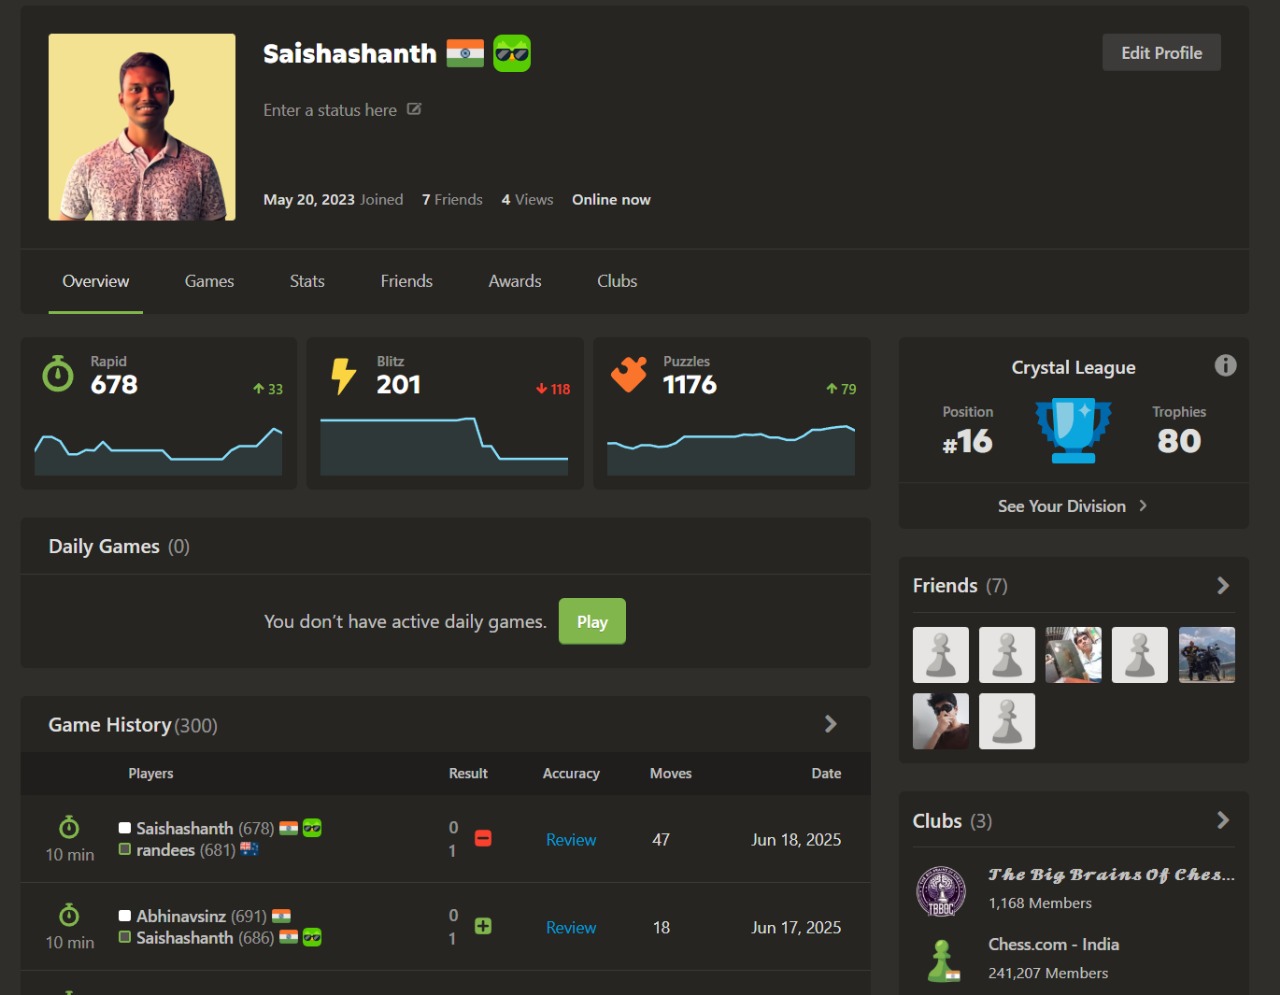 Saishashanth
Edit Profile
Enter a status here
May 20, 2023 Joined 7 Friends 4 Views Online now
Overview Games Stats Friends Awards Clubs
Rapid
678
33
Blitz
201
118
Puzzles
1176
79
Crystal League
Position
#16
Trophies
80
See Your Division
Daily Games (0)
You don’t have active daily games. Play
Game History (300)
Players Result Accuracy Moves Date
10 min
Saishashanth (678)
randees (681)
0
1
Review 47 Jun 18, 2025
10 min
Abhinavsinz (691)
Saishashanth (686)
0
1
Review 18 Jun 17, 2025
Friends (7)
Clubs (3)
TBBOC
𝓣𝓱𝓮 𝓑𝓲𝓰 𝓑𝓻𝓪𝓲𝓷𝓼 𝓞𝓯 𝓒𝓱𝓮𝓼...
1,168 Members
Chess.com - India
241,207 Members